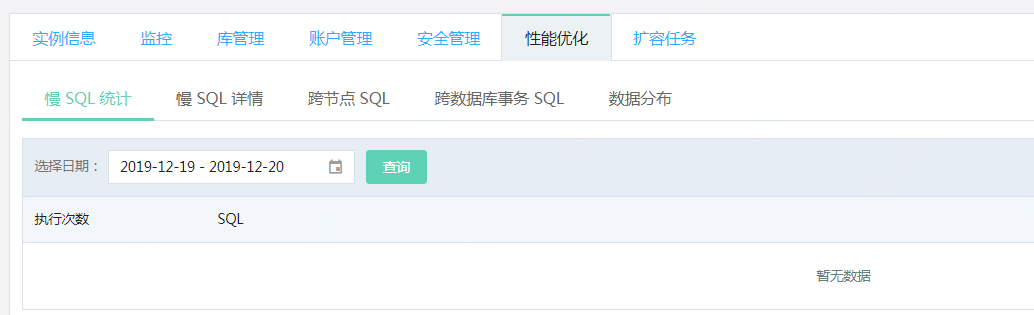 实例信息 监控 库管理 账户管理 安全管理 性能优化 扩容任务
慢 SQL 统计 慢 SQL 详情 跨节点 SQL 跨数据库事务 SQL 数据分布
选择日期： 2019-12-19 - 2019-12-20 查询
执行次数 SQL
暂无数据